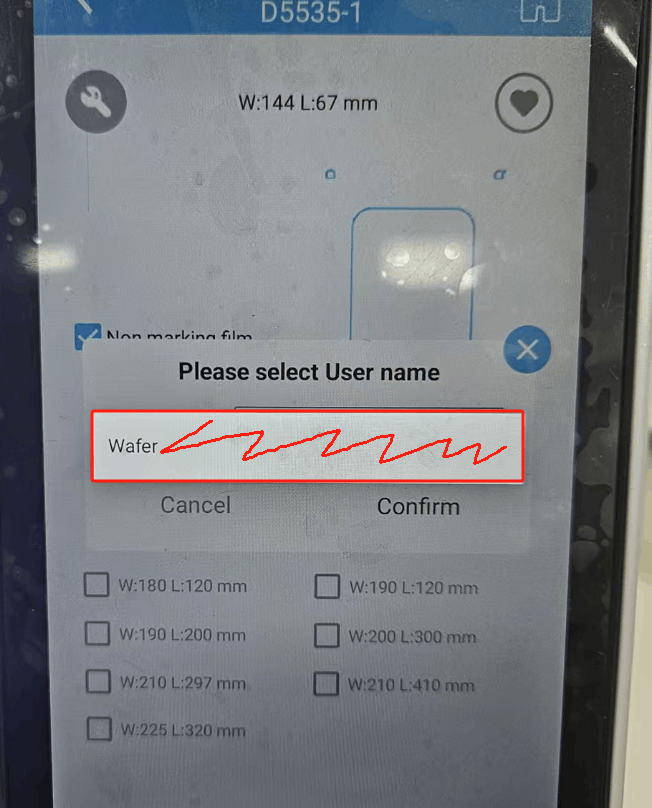 D5535-1
W:144 L:67 mm
Non marking film
Please select User name
Wafer
Cancel Confirm
W:180 L:120 mm W:190 L:120 mm
W:190 L:200 mm W:200 L:300 mm
W:210 L:297 mm W:210 L:410 mm
W:225 L:320 mm